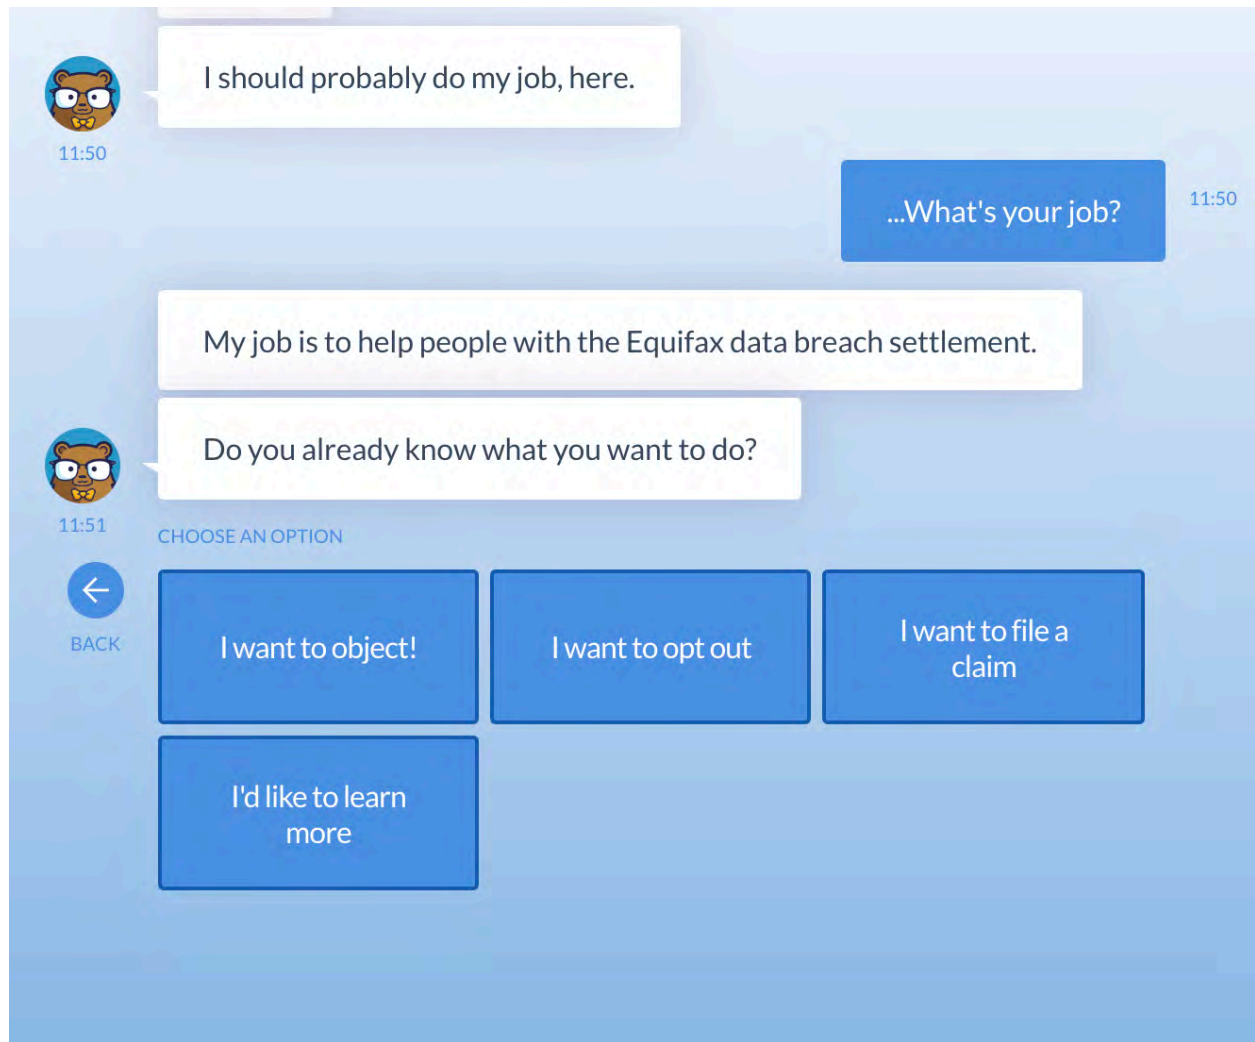 I should probably do my job, here.
11:50
...What's your job?
11:50
My job is to help people with the Equifax data breach settlement.
Do you already know what you want to do?
11:51
CHOOSE AN OPTION
BACK
I want to object!
I want to opt out
I want to file a
claim
I'd like to learn
more